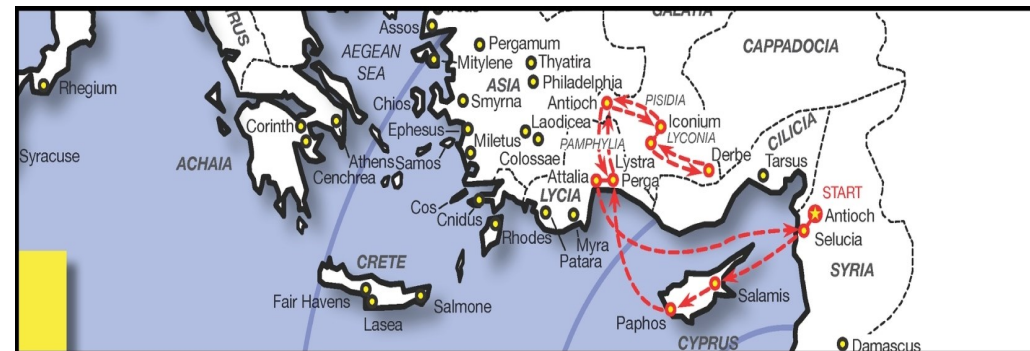 GALATIA
Assos
RUS
AEGEAN
SEA
Pergamum
CAPPADOCIA
Mitylene
Thyatira
ASIA
Philadelphia
Rhegium
Chios
Smyrna
Antioch
PISIDIA
Iconium
Laodicea
Corinth
Ephesus
LYCONIA
CILICIA
Miletus
PAMPHYLIA
Syracuse
ACHAIA
Athens
Samos
Colossae
Lystra
Derbe
Tarsus
Cenchrea
Attalia
Perga
LYCIA
START
Cos
Cnidus
Antioch
Rhodes
Myra
Selucia
Patara
CRETE
SYRIA
Fair Havens
Salmone
Salamis
Lasea
Paphos
CYPRUS
Damascus